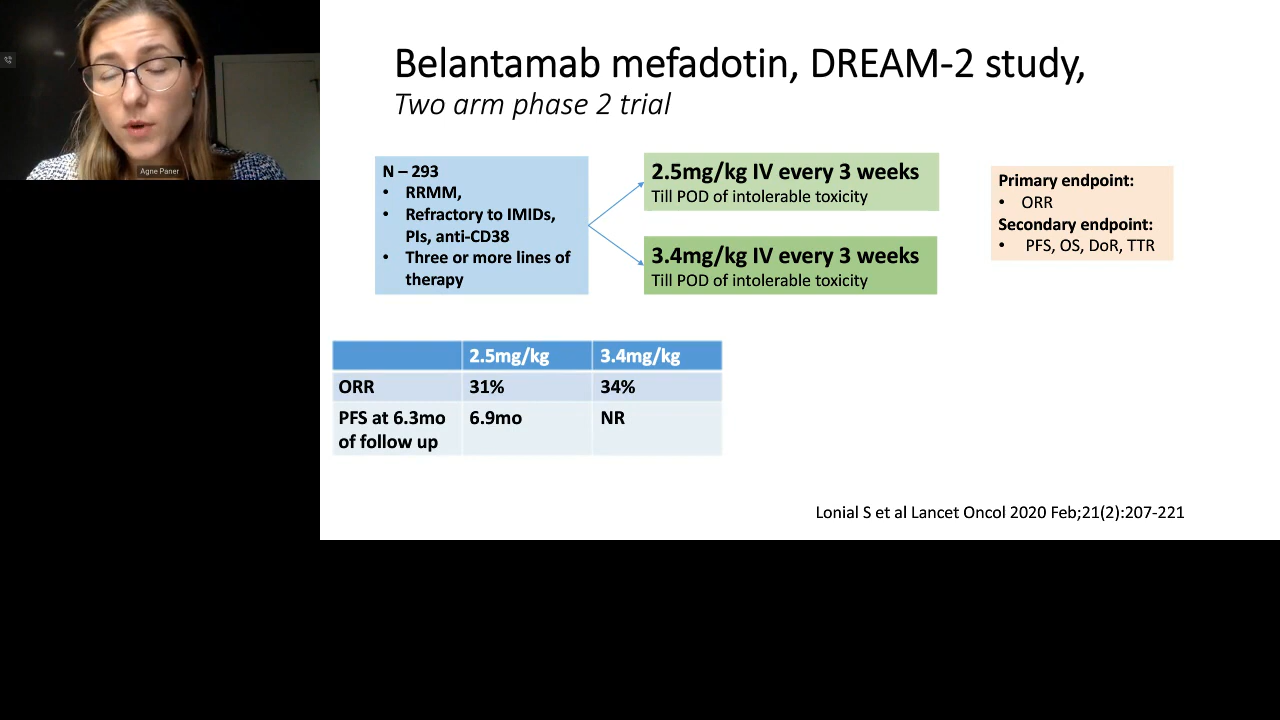 Agne Paner
Belantamab mefadotin, DREAM-2 study,
Two arm phase 2 trial
N – 293
• RRMM,
• Refractory to IMIDs,
PIs, anti-CD38
• Three or more lines of
therapy
2.5mg/kg IV every 3 weeks
Till POD of intolerable toxicity
3.4mg/kg IV every 3 weeks
Till POD of intolerable toxicity
Primary endpoint:
• ORR
Secondary endpoint:
• PFS, OS, DoR, TTR
2.5mg/kg 3.4mg/kg
ORR 31% 34%
PFS at 6.3mo 6.9mo NR
of follow up
Lonial S et al Lancet Oncol 2020 Feb;21(2):207-221